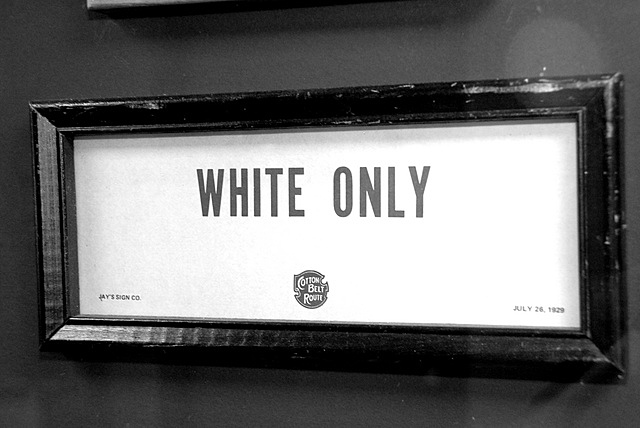 WHITE ONLY
COTTON
BELT
ROUTE
JAY'S SIGN CO.
JULY 26, 1929